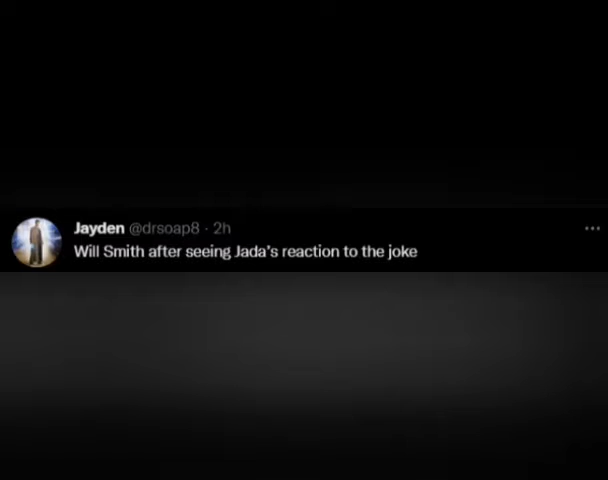 Jayden @drsoap8 · 2h
Will Smith after seeing Jada's reaction to the joke